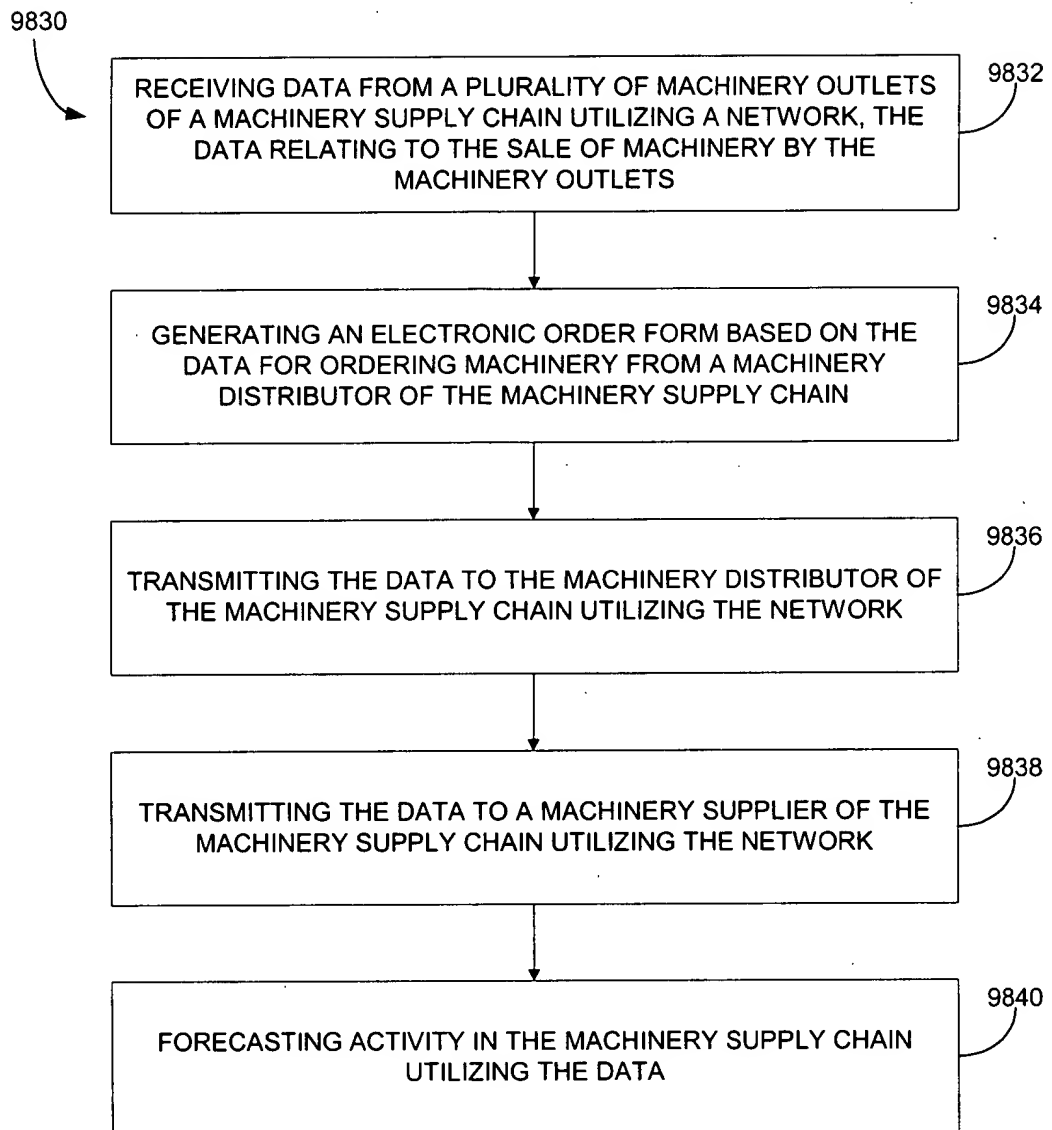 9830
9832
RECEIVING DATA FROM A PLURALITY OF MACHINERY OUTLETS
OF A MACHINERY SUPPLY CHAIN UTILIZING A NETWORK, THE
DATA RELATING TO THE SALE OF MACHINERY BY THE
MACHINERY OUTLETS
9834
GENERATING AN ELECTRONIC ORDER FORM BASED ON THE
DATA FOR ORDERING MACHINERY FROM A MACHINERY
DISTRIBUTOR OF THE MACHINERY SUPPLY CHAIN
9836
TRANSMITTING THE DATA TO THE MACHINERY DISTRIBUTOR OF
THE MACHINERY SUPPLY CHAIN UTILIZING THE NETWORK
9838
TRANSMITTING THE DATA TO A MACHINERY SUPPLIER OF THE
MACHINERY SUPPLY CHAIN UTILIZING THE NETWORK
9840
FORECASTING ACTIVITY IN THE MACHINERY SUPPLY CHAIN
UTILIZING THE DATA